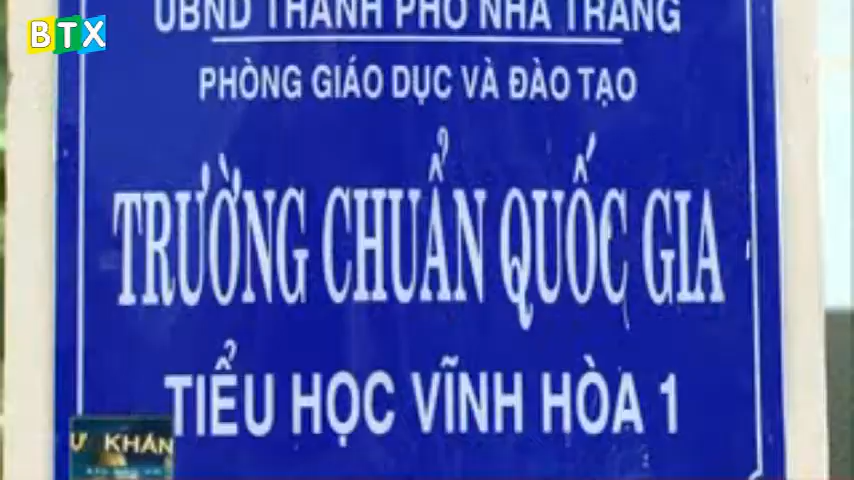 BTX
UBND THÀNH PHỐ NHA TRANG
PHÒNG GIÁO DỤC VÀ ĐÀO TẠO
TRƯỜNG CHUẨN QUỐC GIA
TIỂU HỌC VĨNH HÒA 1
Ư KHÁN